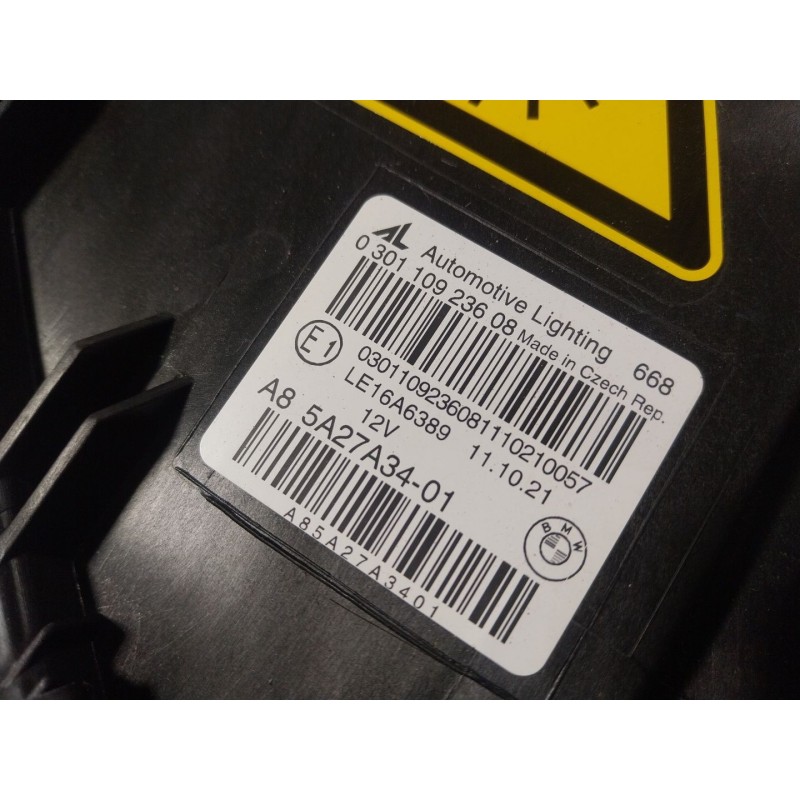 AL Automotive Lighting 668
0 301 109 236 08 Made in Czech Rep.
0301109236081110210057
E1 LE16A6389 11.10.21
12V
A8 5A27A34-01
BMW
A85A27A3401